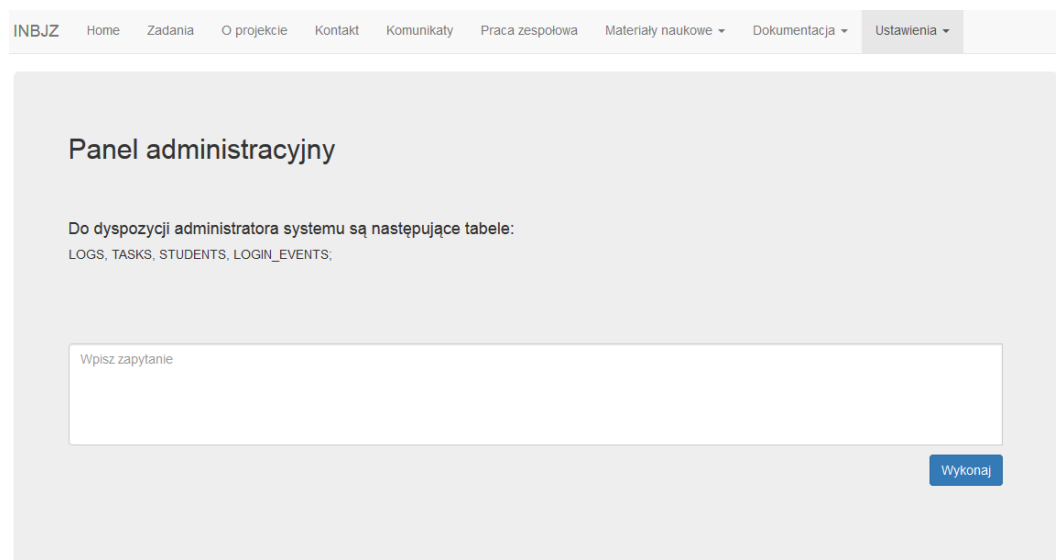 INBJZ Home Zadania O projekcie Kontakt Komunikaty Praca zespołowa Materiały naukowe Dokumentacja Ustawienia
Panel administracyjny
Do dyspozycji administratora systemu są następujące tabele:
LOGS, TASKS, STUDENTS, LOGIN_EVENTS;
Wpisz zapytanie
Wykonaj